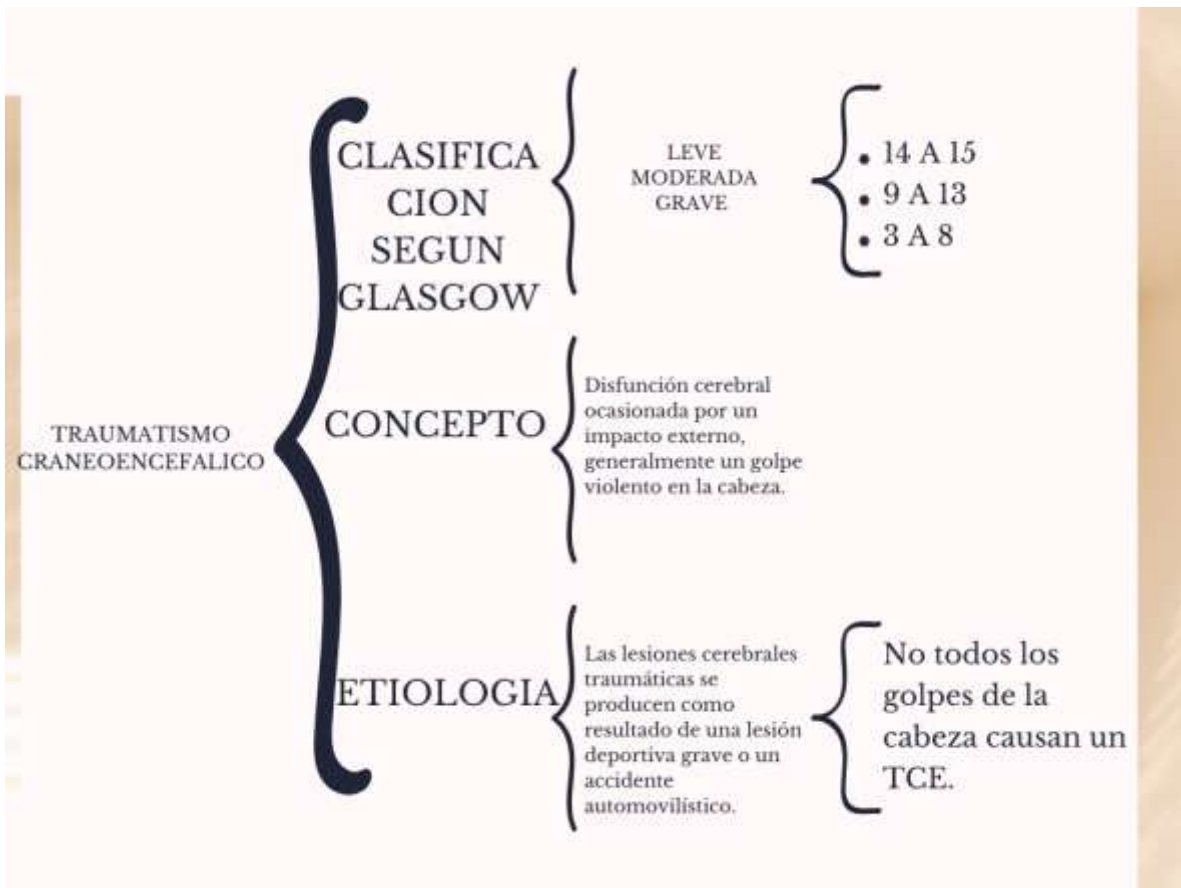 TRAUMATISMO
CRANEOENCEFALICO
CLASIFICA
CION
SEGUN
GLASGOW
LEVE
MODERADA
GRAVE
• 14 A 15
• 9 A 13
• 3 A 8
CONCEPTO
Disfunción cerebral
ocasionada por un
impacto externo,
generalmente un golpe
violento en la cabeza.
ETIOLOGIA
Las lesiones cerebrales
traumáticas se
producen como
resultado de una lesión
deportiva grave o un
accidente
automovilístico.
No todos los
golpes de la
cabeza causan un
TCE.